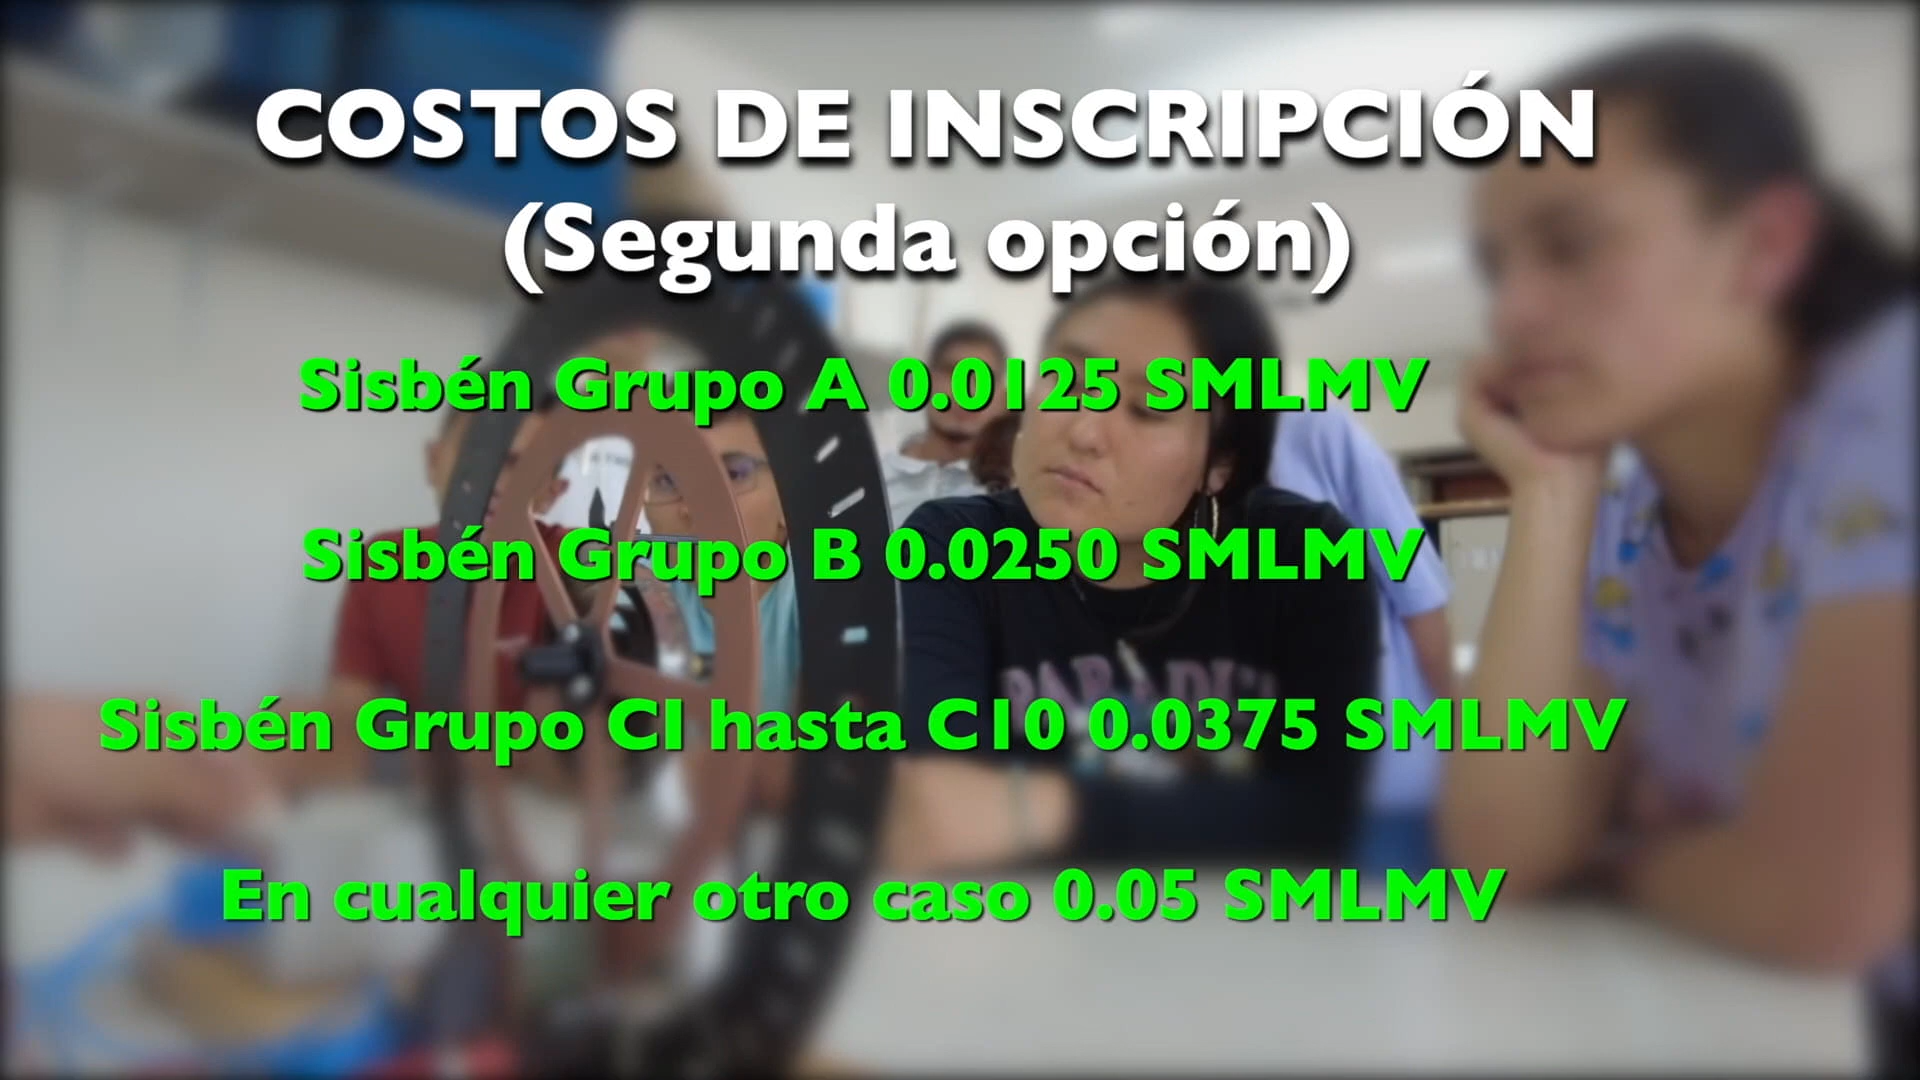 COSTOS DE INSCRIPCIÓN
(Segunda opción)
Sisbén Grupo A 0.0125 SMLMV
Sisbén Grupo B 0.0250 SMLMV
Sisbén Grupo CI hasta C10 0.0375 SMLMV
En cualquier otro caso 0.05 SMLMV